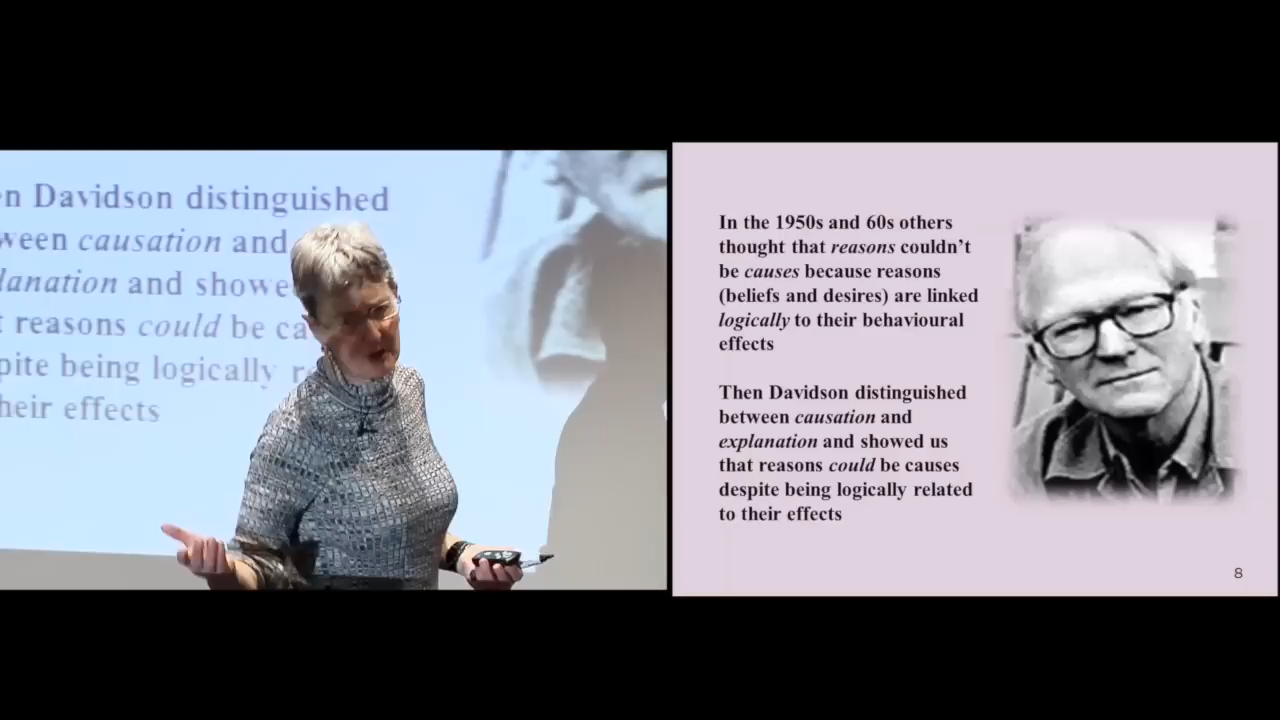 en Davidson distinguished
ween causation and
lanation and showe
t reasons could be ca
pite being logically r
heir effects
In the 1950s and 60s others
thought that reasons couldn't
be causes because reasons
(beliefs and desires) are linked
logically to their behavioural
effects
Then Davidson distinguished
between causation and
explanation and showed us
that reasons could be causes
despite being logically related
to their effects
8